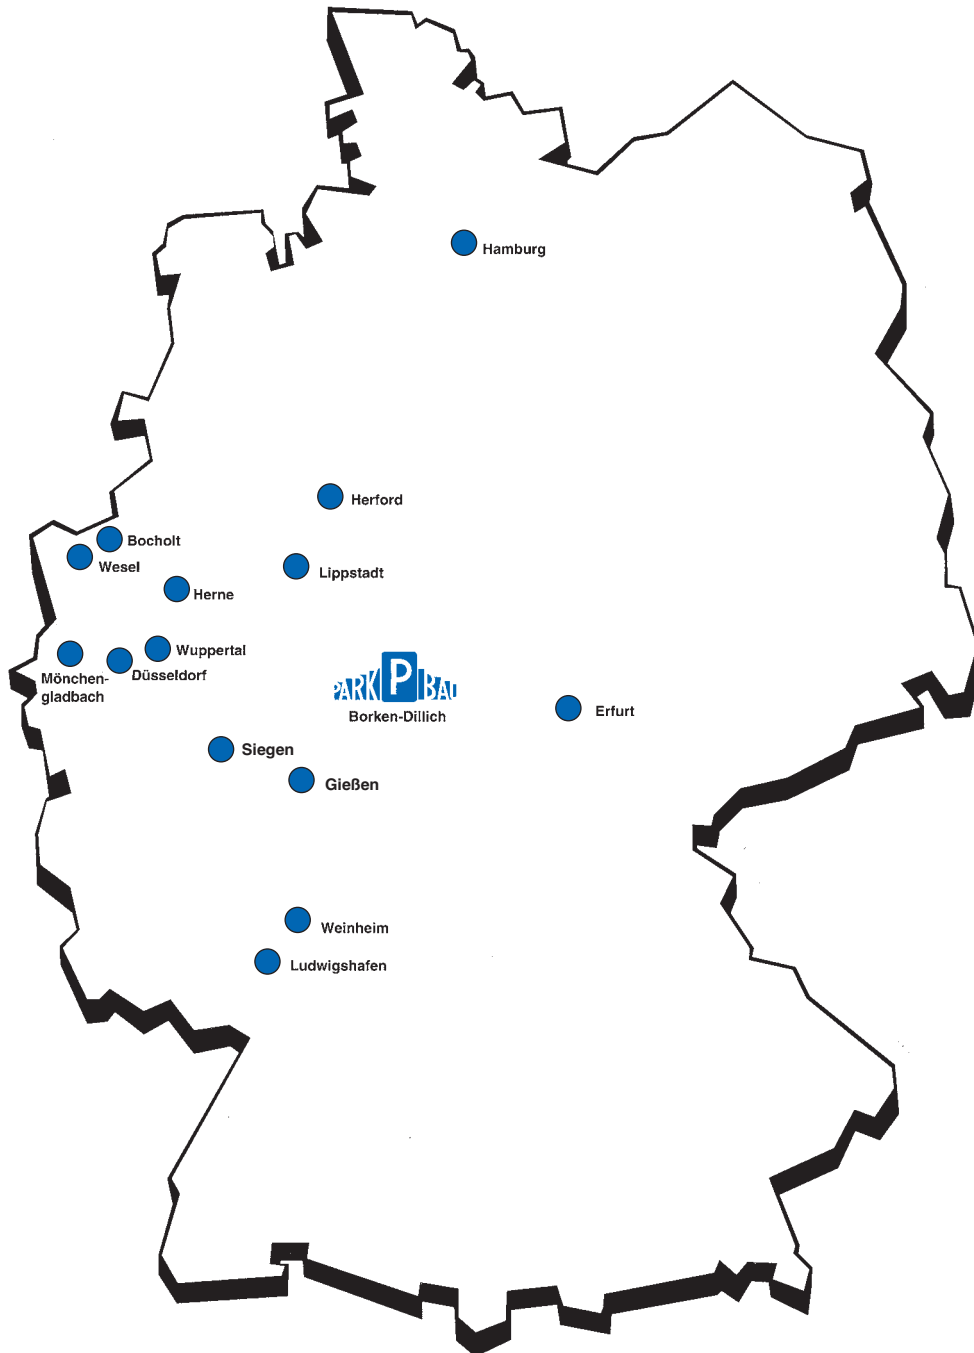 Hamburg
Herford
Bocholt
Wesel
Lippstadt
Herne
Wuppertal
Düsseldorf
Mönchen-
gladbach
PARK P BAU
Borken-Dillich
Erfurt
Siegen
Gießen
Weinheim
Ludwigshafen